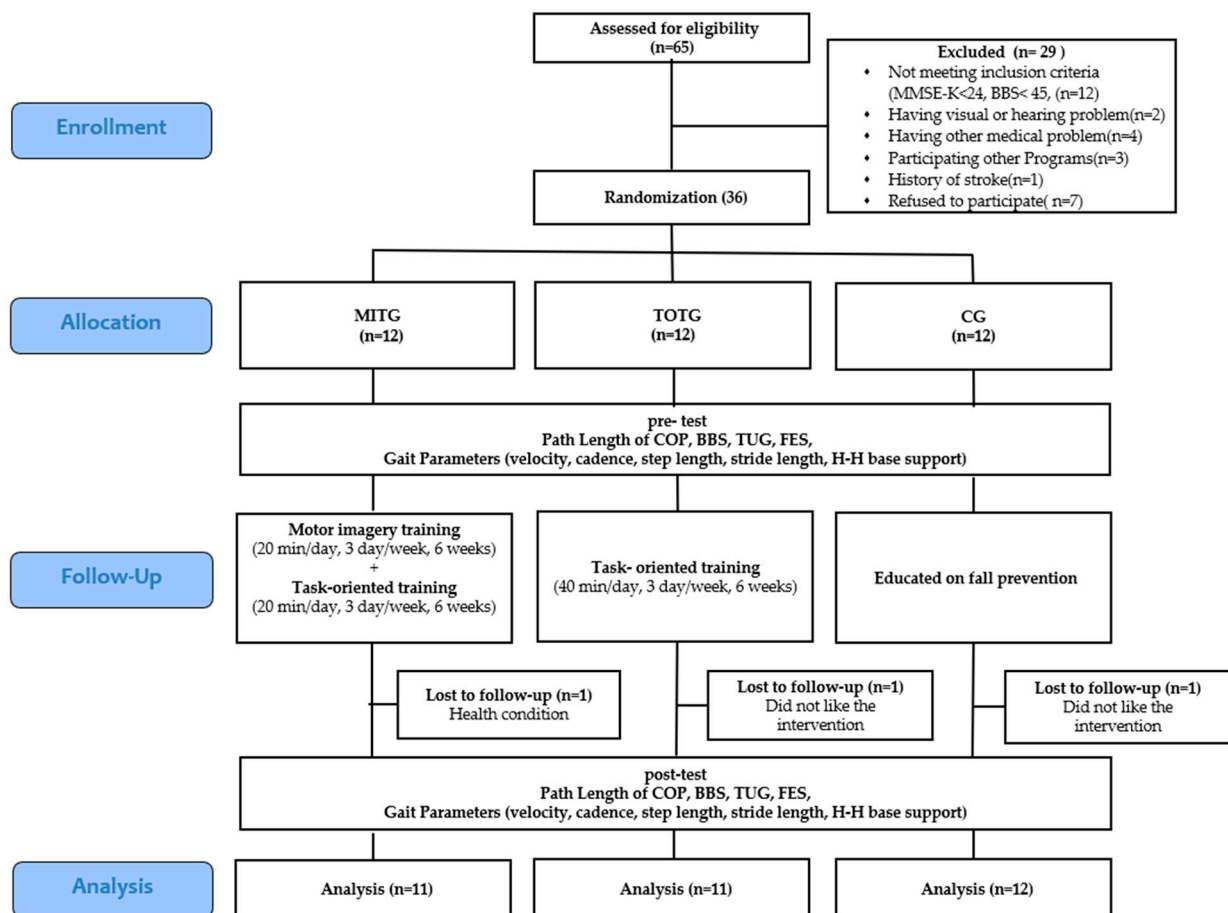 Assessed for eligibility
(n=65)
Excluded (n= 29 )
⬧ Not meeting inclusion criteria
(MMSE-K<24, BBS< 45, (n=12)
⬧ Having visual or hearing problem(n=2)
⬧ Having other medical problem(n=4)
⬧ Participating other Programs(n=3)
⬧ History of stroke(n=1)
⬧ Refused to participate( n=7)
Enrollment
Randomization (36)
Allocation
MITG
(n=12)
TOTG
(n=12)
CG
(n=12)
pre- test
Path Length of COP, BBS, TUG, FES,
Gait Parameters (velocity, cadence, step length, stride length, H-H base support)
Follow-Up
Motor imagery training
(20 min/day, 3 day/week, 6 weeks)
+
Task-oriented training
(20 min/day, 3 day/week, 6 weeks)
Task- oriented training
(40 min/day, 3 day/week, 6 weeks)
Educated on fall prevention
Lost to follow-up (n=1)
Health condition
Lost to follow-up (n=1)
Did not like the
intervention
Lost to follow-up (n=1)
Did not like the
intervention
post-test
Path Length of COP, BBS, TUG, FES,
Gait Parameters (velocity, cadence, step length, stride length, H-H base support)
Analysis
Analysis (n=11)
Analysis (n=11)
Analysis (n=12)